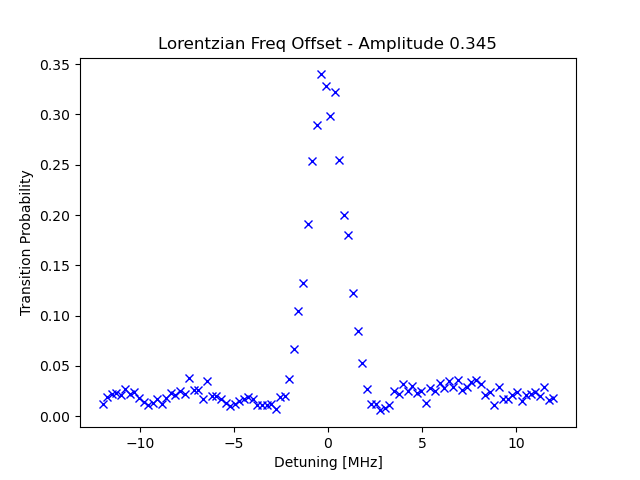 Lorentzian Freq Offset - Amplitude 0.345
0.35
0.30
0.25
0.20
0.15
0.10
0.05
0.00
Transition Probability
−10 −5 0 5 10
Detuning [MHz]